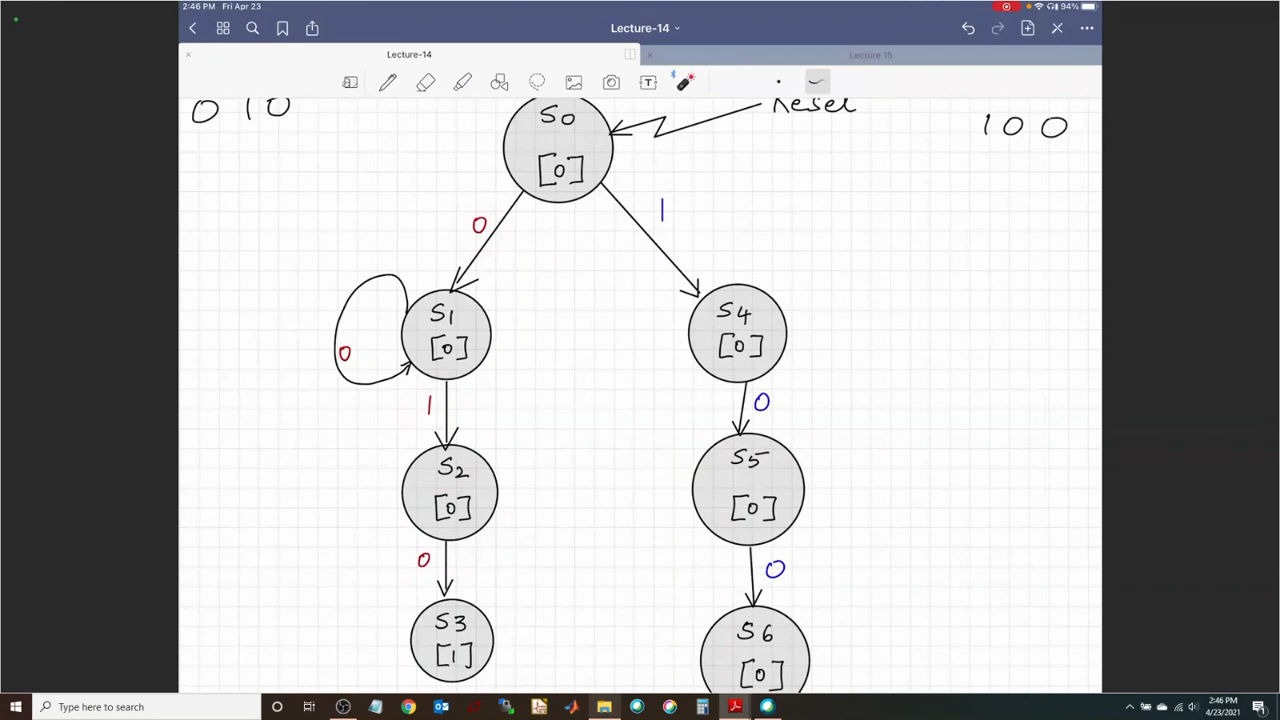 2:46 PM Fri Apr 23
94%
Lecture-14
Lecture-14
Lecture 15
T
0 1 0
S0
[0]
Reset
1 0 0
0
1
S1
[0]
0
S4
[0]
1
0
S2
[0]
S5
[0]
0
0
S3
[1]
S6
[0]
Type here to search
2:46 PM
4/23/2021